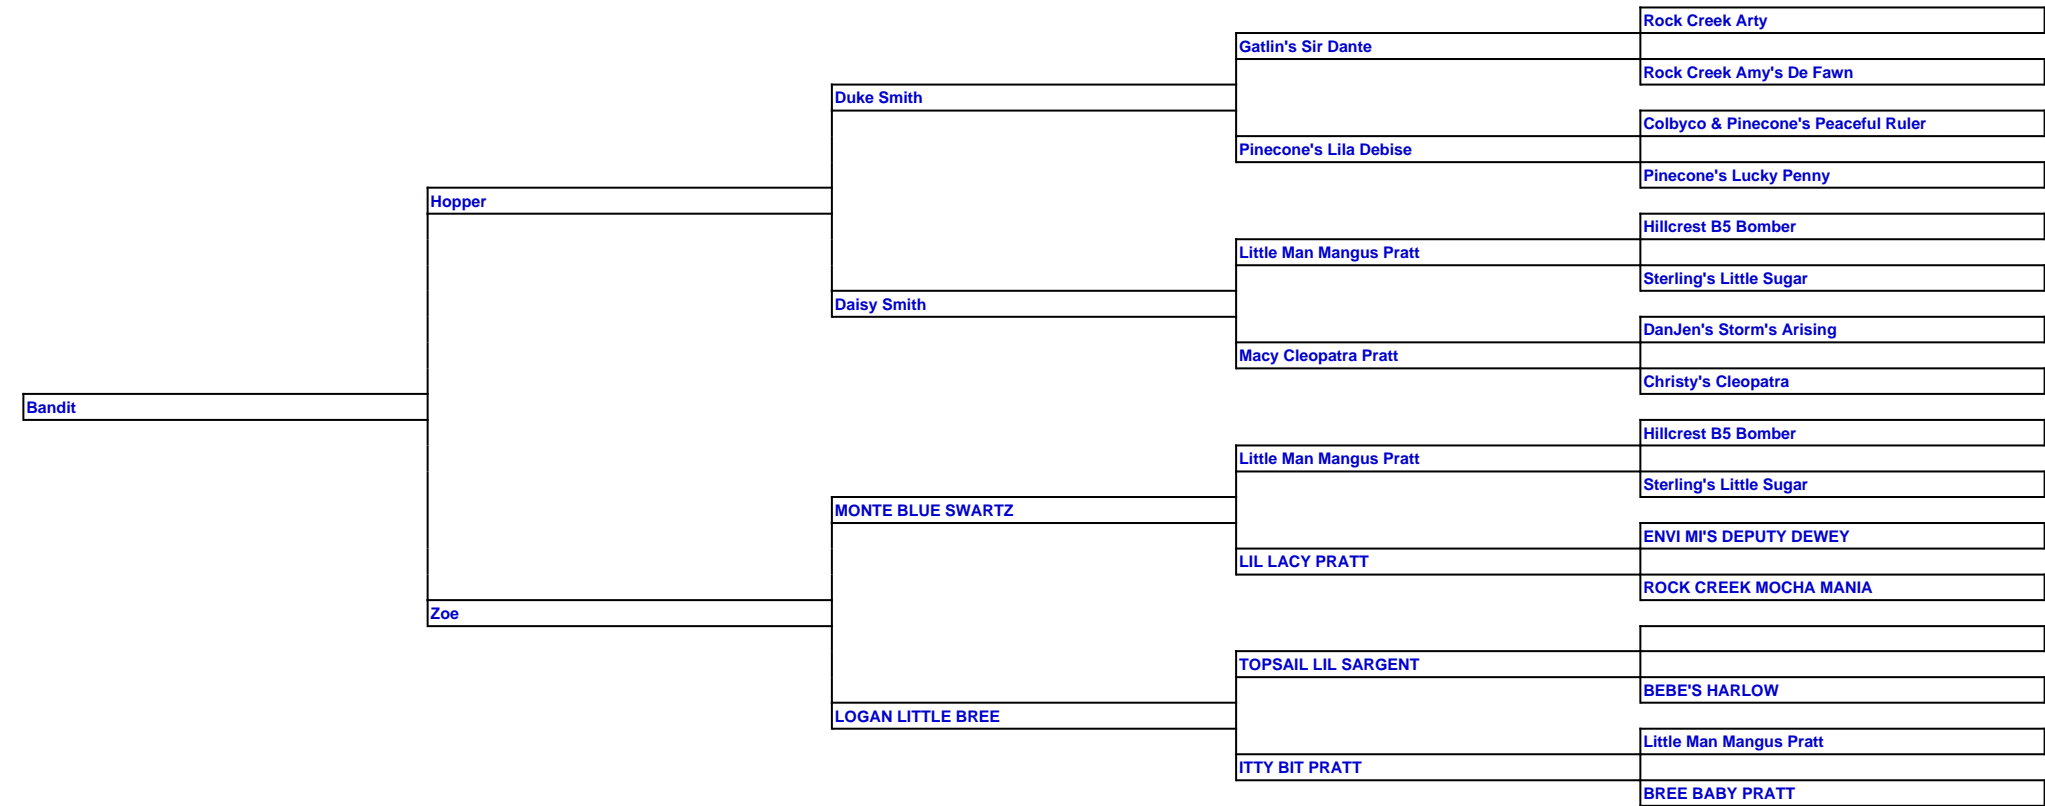 Rock Creek Arty
Gatlin's Sir Dante
Rock Creek Amy's De Fawn
Duke Smith
Colbyco & Pinecone's Peaceful Ruler
Pinecone's Lila Debise
Pinecone's Lucky Penny
Hopper
Hillcrest B5 Bomber
Little Man Mangus Pratt
Sterling's Little Sugar
Daisy Smith
DanJen's Storm's Arising
Macy Cleopatra Pratt
Christy's Cleopatra
Bandit
Hillcrest B5 Bomber
Little Man Mangus Pratt
Sterling's Little Sugar
MONTE BLUE SWARTZ
ENVI MI'S DEPUTY DEWEY
LIL LACY PRATT
ROCK CREEK MOCHA MANIA
Zoe
TOPSAIL LIL SARGENT
BEBE'S HARLOW
LOGAN LITTLE BREE
Little Man Mangus Pratt
ITTY BIT PRATT
BREE BABY PRATT